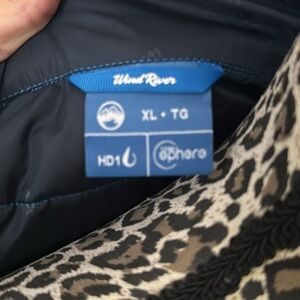 Wind River
XL • TG
HD1
sphere